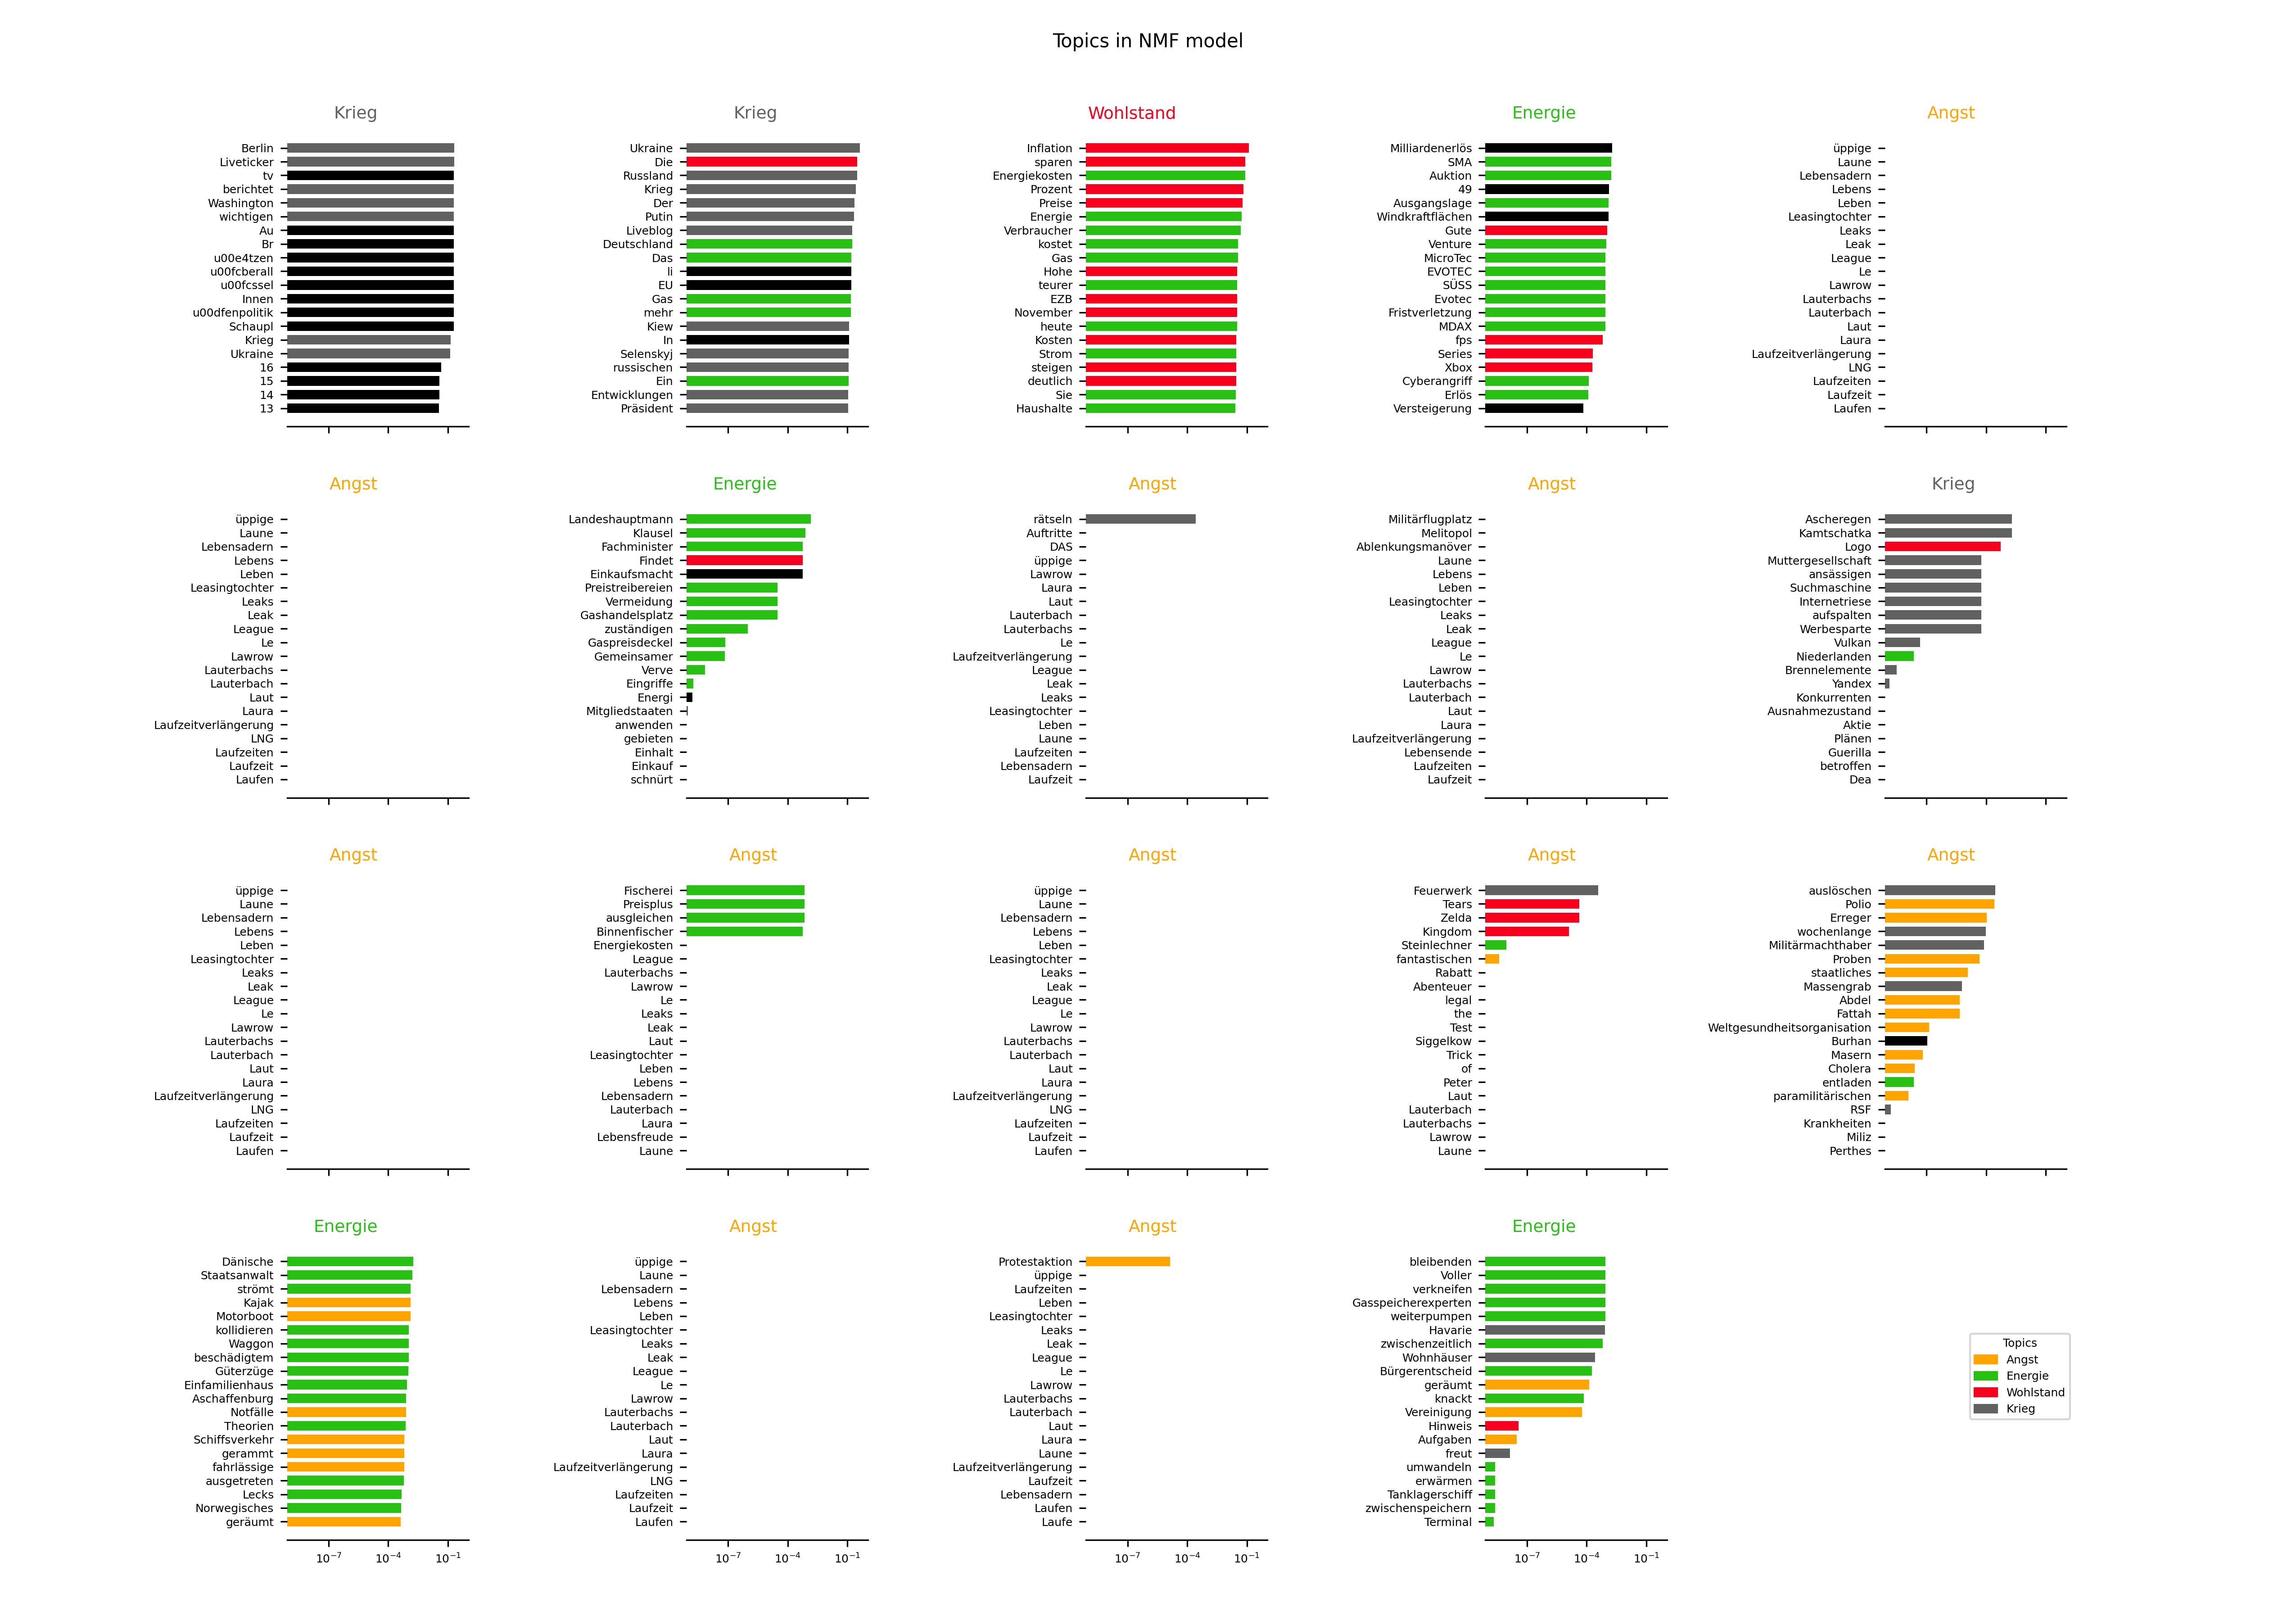 Topics in NMF model
Krieg
Berlin
Liveticker
tv
berichtet
Washington
wichtigen
Au
Br
u00e4tzen
u00fcberall
u00fcssel
Innen
u00dfenpolitik
Schaupl
Krieg
Ukraine
16
15
14
13
Krieg
Ukraine
Die
Russland
Krieg
Der
Putin
Liveblog
Deutschland
Das
li
EU
Gas
mehr
Kiew
In
Selenskyj
russischen
Ein
Entwicklungen
Präsident
Wohlstand
Inflation
sparen
Energiekosten
Prozent
Preise
Energie
Verbraucher
kostet
Gas
Hohe
teurer
EZB
November
heute
Kosten
Strom
steigen
deutlich
Sie
Haushalte
Energie
Milliardenerlös
SMA
Auktion
49
Ausgangslage
Windkraftflächen
Gute
Venture
MicroTec
EVOTEC
SÜSS
Evotec
Fristverletzung
MDAX
fps
Series
Xbox
Cyberangriff
Erlös
Versteigerung
Angst
üppige
Laune
Lebensadern
Lebens
Leben
Leasingtochter
Leaks
Leak
League
Le
Lawrow
Lauterbachs
Lauterbach
Laut
Laura
Laufzeitverlängerung
LNG
Laufzeiten
Laufzeit
Laufen
Angst
üppige
Laune
Lebensadern
Lebens
Leben
Leasingtochter
Leaks
Leak
League
Le
Lawrow
Lauterbachs
Lauterbach
Laut
Laura
Laufzeitverlängerung
LNG
Laufzeiten
Laufzeit
Laufen
Energie
Landeshauptmann
Klausel
Fachminister
Findet
Einkaufsmacht
Preistreibereien
Vermeidung
Gashandelsplatz
zuständigen
Gaspreisdeckel
Gemeinsamer
Verve
Eingriffe
Energi
Mitgliedstaaten
anwenden
gebieten
Einhalt
Einkauf
schnürt
Angst
rätseln
Auftritte
DAS
üppige
Lawrow
Laura
Laut
Lauterbach
Lauterbachs
Le
Laufzeitverlängerung
League
Leak
Leaks
Leasingtochter
Leben
Laune
Laufzeiten
Lebensadern
Laufzeit
Angst
Militärflugplatz
Melitopol
Ablenkungsmanöver
Laune
Lebens
Leben
Leasingtochter
Leaks
Leak
League
Le
Lawrow
Lauterbachs
Lauterbach
Laut
Laura
Laufzeitverlängerung
Lebensende
Laufzeiten
Laufzeit
Krieg
Ascheregen
Kamtschatka
Logo
Muttergesellschaft
ansässigen
Suchmaschine
Internetriese
aufspalten
Werbesparte
Vulkan
Niederlanden
Brennelemente
Yandex
Konkurrenten
Ausnahmezustand
Aktie
Plänen
Guerilla
betroffen
Dea
Angst
üppige
Laune
Lebensadern
Lebens
Leben
Leasingtochter
Leaks
Leak
League
Le
Lawrow
Lauterbachs
Lauterbach
Laut
Laura
Laufzeitverlängerung
LNG
Laufzeiten
Laufzeit
Laufen
Angst
Fischerei
Preisplus
ausgleichen
Binnenfischer
Energiekosten
League
Lauterbachs
Lawrow
Le
Leaks
Leak
Laut
Leasingtochter
Leben
Lebens
Lebensadern
Lauterbach
Laura
Lebensfreude
Laune
Angst
üppige
Laune
Lebensadern
Lebens
Leben
Leasingtochter
Leaks
Leak
League
Le
Lawrow
Lauterbachs
Lauterbach
Laut
Laura
Laufzeitverlängerung
LNG
Laufzeiten
Laufzeit
Laufen
Angst
Feuerwerk
Tears
Zelda
Kingdom
Steinlechner
fantastischen
Rabatt
Abenteuer
legal
the
Test
Siggelkow
Trick
of
Peter
Laut
Lauterbach
Lauterbachs
Lawrow
Laune
Angst
auslöschen
Polio
Erreger
wochenlange
Militärmachthaber
Proben
staatliches
Massengrab
Abdel
Fattah
Weltgesundheitsorganisation
Burhan
Masern
Cholera
entladen
paramilitärischen
RSF
Krankheiten
Miliz
Perthes
Energie
Dänische
Staatsanwalt
strömt
Kajak
Motorboot
kollidieren
Waggon
beschädigtem
Güterzüge
Einfamilienhaus
Aschaffenburg
Notfälle
Theorien
Schiffsverkehr
gerammt
fahrlässige
ausgetreten
Lecks
Norwegisches
geräumt
10⁻⁷ 10⁻⁴ 10⁻¹
Angst
üppige
Laune
Lebensadern
Lebens
Leben
Leasingtochter
Leaks
Leak
League
Le
Lawrow
Lauterbachs
Lauterbach
Laut
Laura
Laufzeitverlängerung
LNG
Laufzeiten
Laufzeit
Laufen
10⁻⁷ 10⁻⁴ 10⁻¹
Angst
Protestaktion
üppige
Laufzeiten
Leben
Leasingtochter
Leaks
Leak
League
Le
Lawrow
Lauterbachs
Lauterbach
Laut
Laura
Laune
Laufzeitverlängerung
Laufzeit
Lebensadern
Laufen
Laufe
10⁻⁷ 10⁻⁴ 10⁻¹
Energie
bleibenden
Voller
verkneifen
Gasspeicherexperten
weiterpumpen
Havarie
zwischenzeitlich
Wohnhäuser
Bürgerentscheid
geräumt
knackt
Vereinigung
Hinweis
Aufgaben
freut
umwandeln
erwärmen
Tanklagerschiff
zwischenspeichern
Terminal
10⁻⁷ 10⁻⁴ 10⁻¹
Topics
Angst
Energie
Wohlstand
Krieg